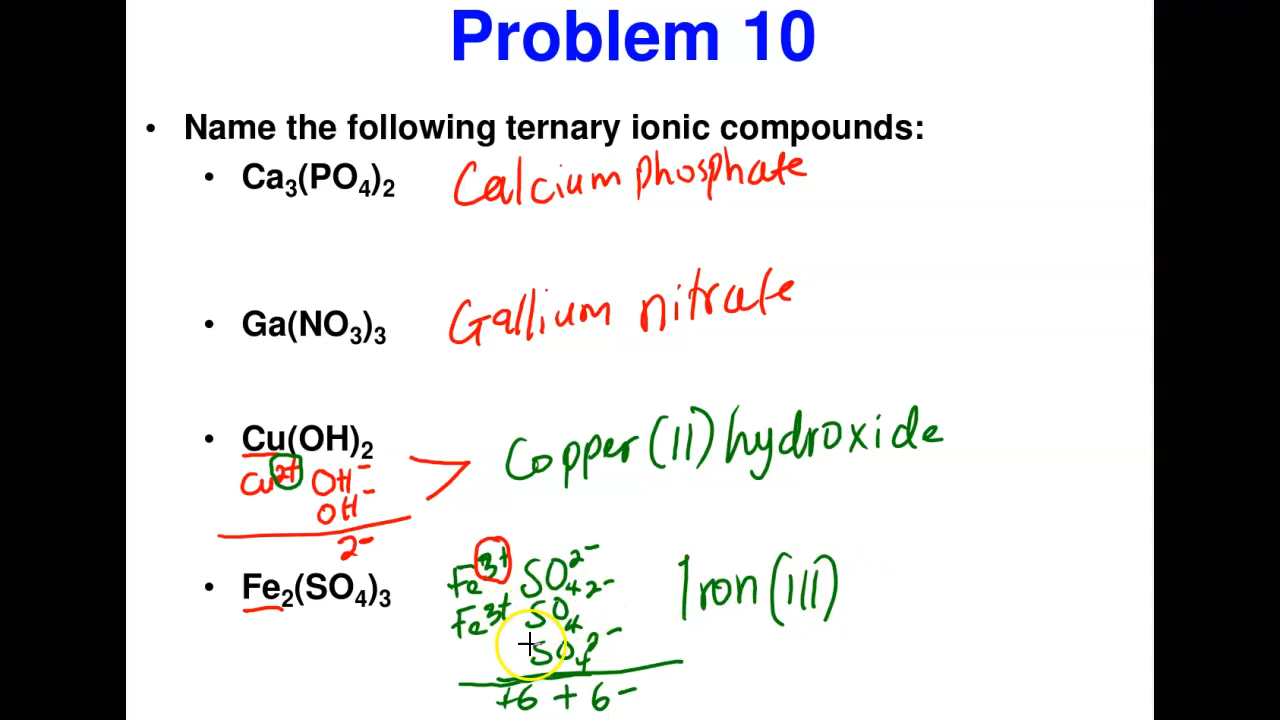 Problem 10
• Name the following ternary ionic compounds:
• Ca₃(PO₄)₂ Calcium phosphate
• Ga(NO₃)₃ Gallium nitrate
• Cu(OH)₂ Copper (II) hydroxide
Cu²⁺ OH⁻
OH⁻
2⁻
• Fe₂(SO₄)₃ Fe³⁺ SO₄²⁻ Iron (III)
Fe³⁺ SO₄²⁻
SO₄²⁻
+6 + 6−